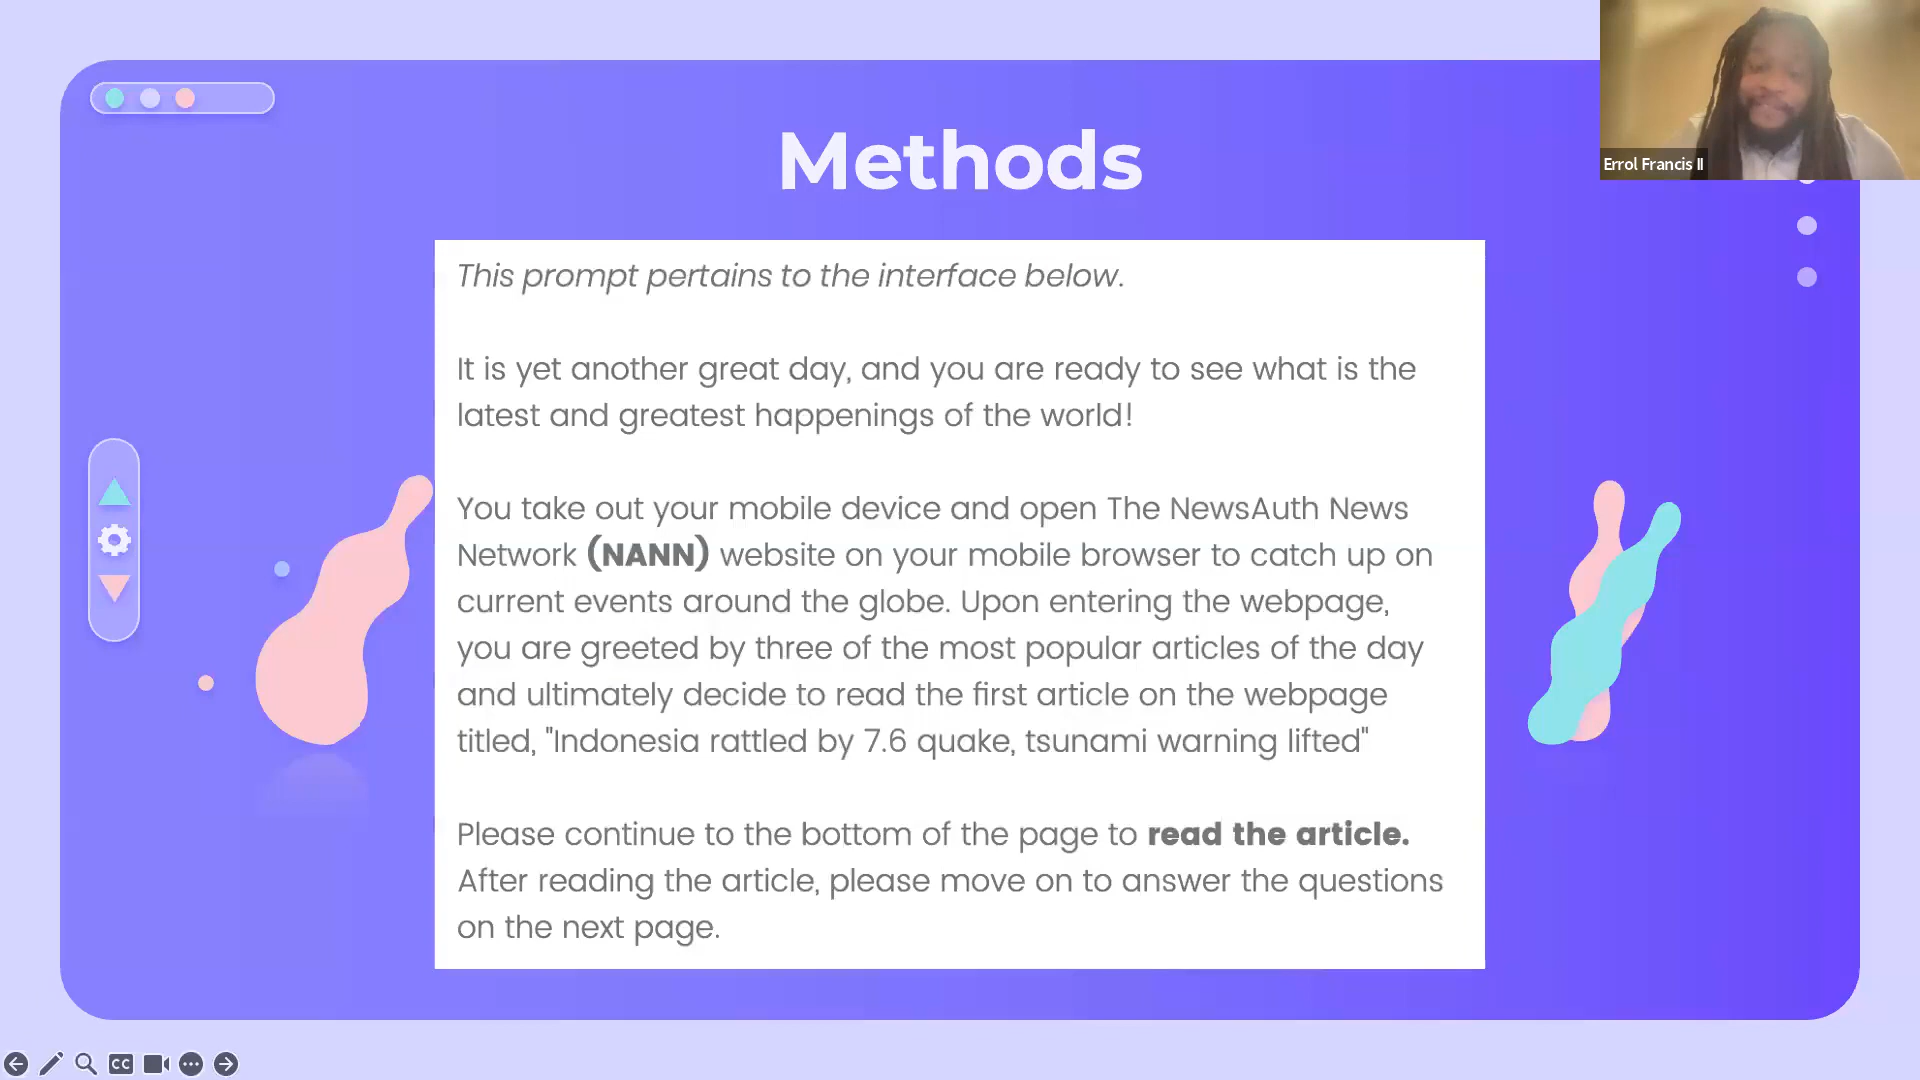 Methods
Errol Francis II
This prompt pertains to the interface below.
It is yet another great day, and you are ready to see what is the
latest and greatest happenings of the world!
You take out your mobile device and open The NewsAuth News
Network (NANN) website on your mobile browser to catch up on
current events around the globe. Upon entering the webpage,
you are greeted by three of the most popular articles of the day
and ultimately decide to read the first article on the webpage
titled, "Indonesia rattled by 7.6 quake, tsunami warning lifted"
Please continue to the bottom of the page to read the article.
After reading the article, please move on to answer the questions
on the next page.
CC